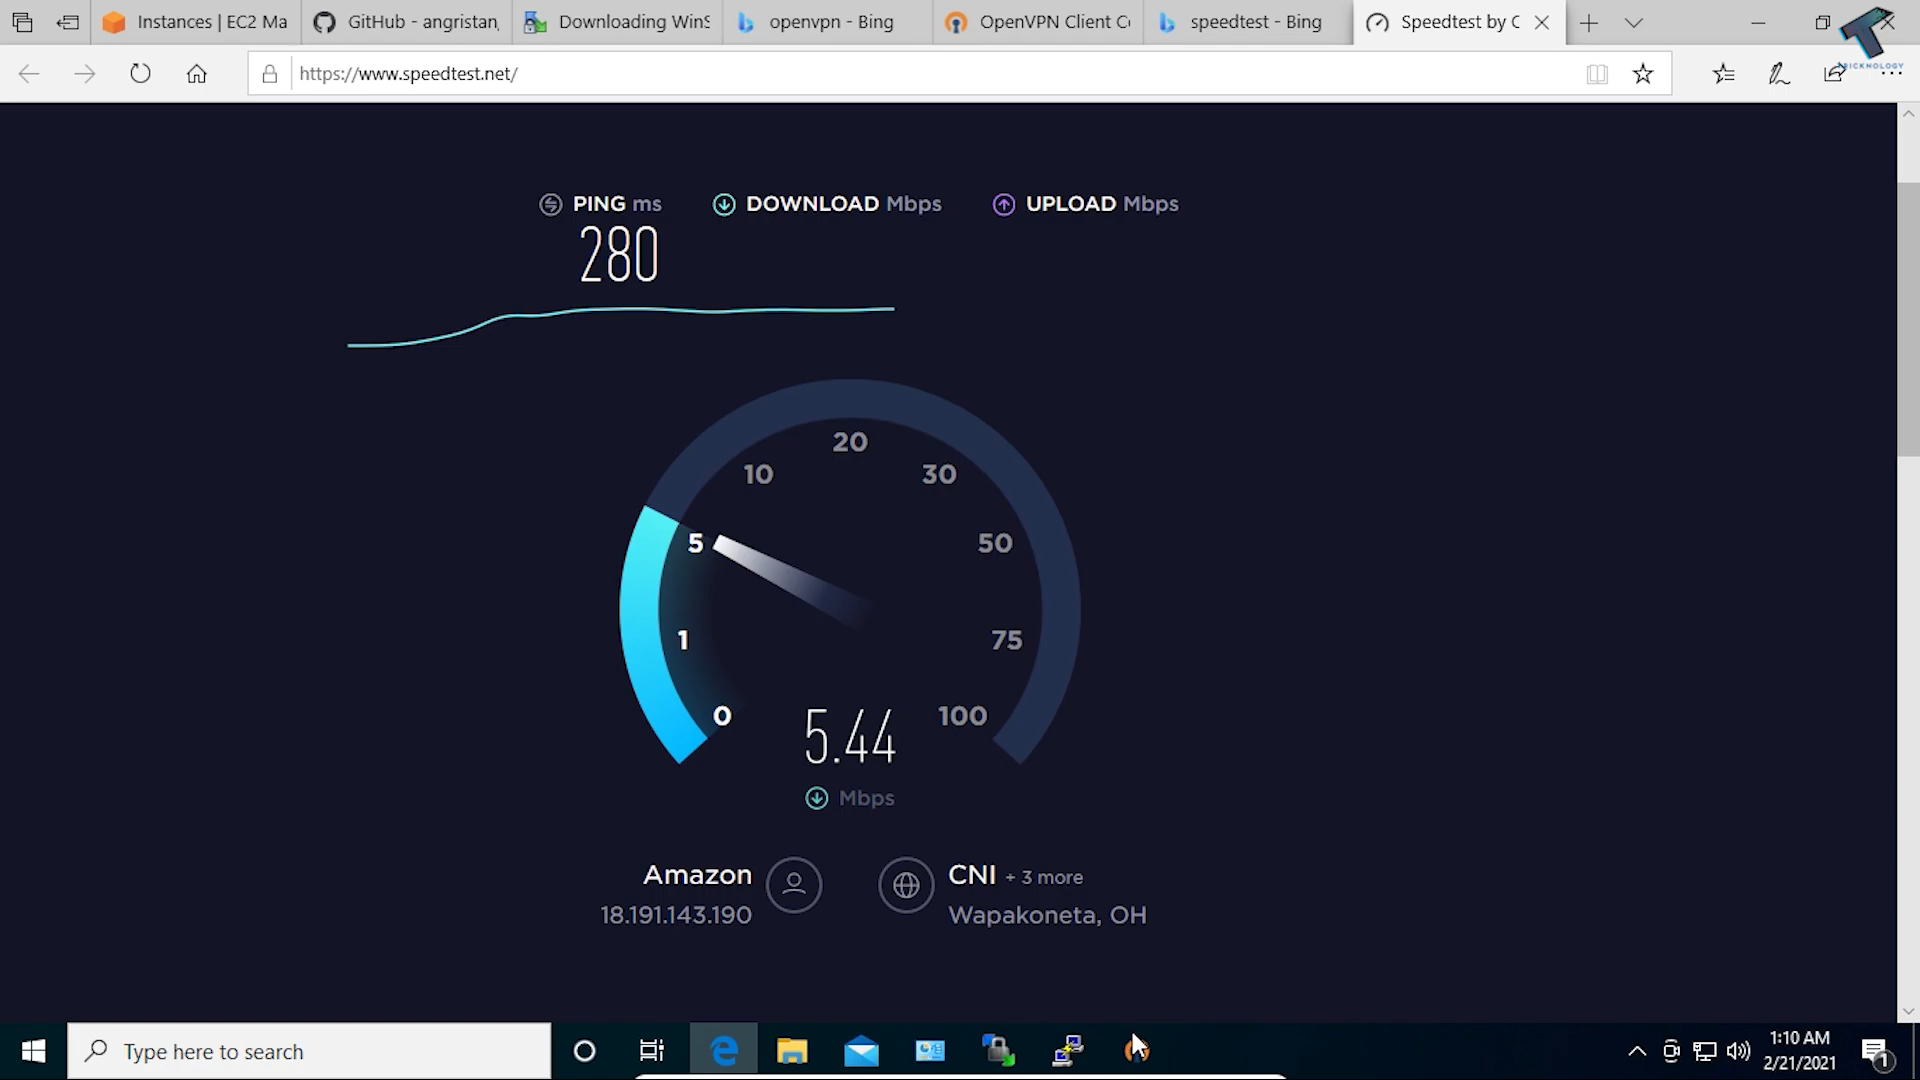 Instances | EC2 Ma
GitHub - angristan,
Downloading WinS
openvpn - Bing
OpenVPN Client Co
speedtest - Bing
Speedtest by O
https://www.speedtest.net/
TRICKNOLOGY
PING ms
DOWNLOAD Mbps
UPLOAD Mbps
280
20
10
30
5
50
1
75
0
100
5.44
Mbps
Amazon
CNI + 3 more
18.191.143.190
Wapakoneta, OH
Type here to search
1:10 AM
2/21/2021
1